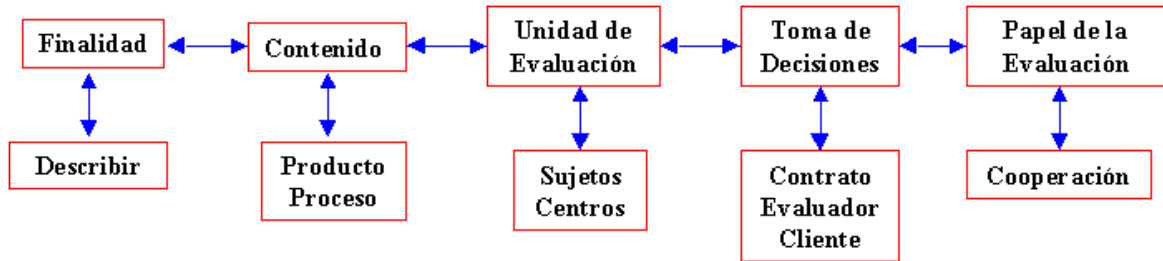 Finalidad
Contenido
Unidad de
Evaluación
Toma de
Decisiones
Papel de la
Evaluación
Describir
Producto
Proceso
Sujetos
Centros
Contrato
Evaluador
Cliente
Cooperación